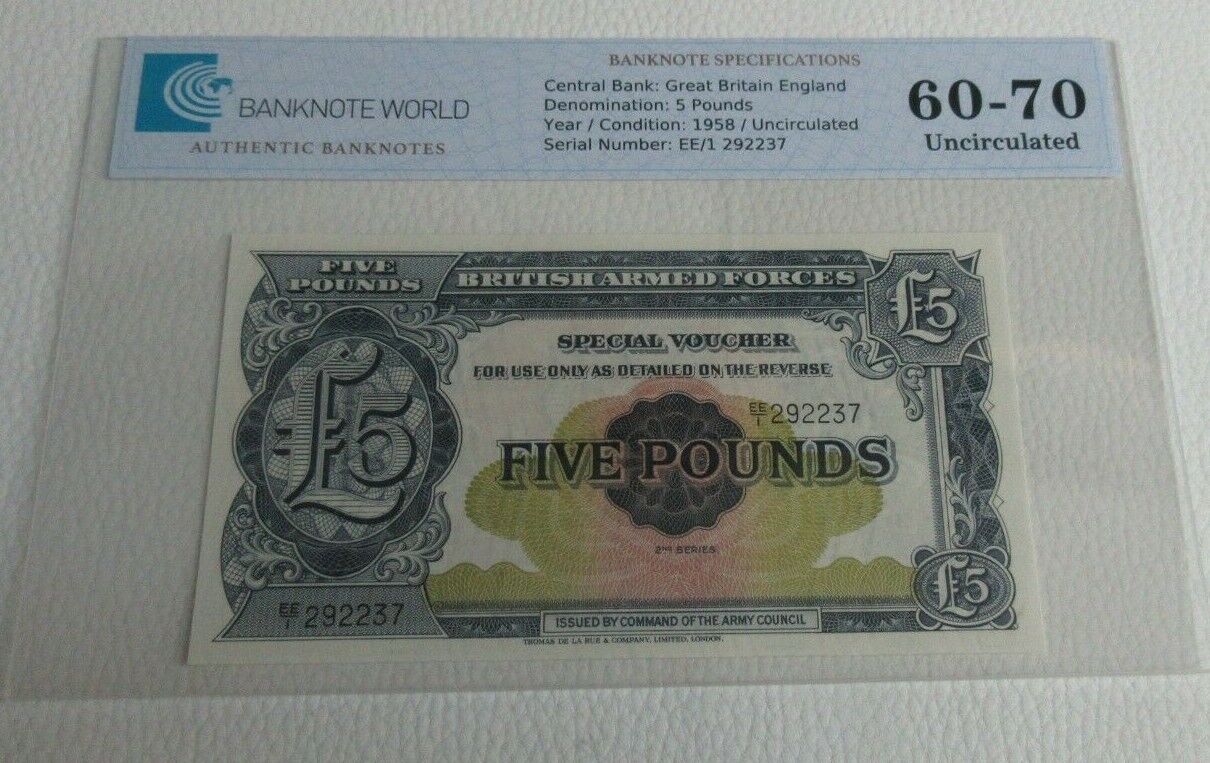 BANKNOTE WORLD
AUTHENTIC BANKNOTES
BANKNOTE SPECIFICATIONS
Central Bank: Great Britain England
Denomination: 5 Pounds
Year / Condition: 1958 / Uncirculated
Serial Number: EE/1 292237
60-70
Uncirculated
FIVE
POUNDS
BRITISH ARMED FORCES
£5
SPECIAL VOUCHER
FOR USE ONLY AS DETAILED ON THE REVERSE
EE/1 292237
£5
FIVE POUNDS
2ND SERIES
£5
EE/1 292237
ISSUED BY COMMAND OF THE ARMY COUNCIL
THOMAS DE LA RUE & COMPANY, LIMITED, LONDON.